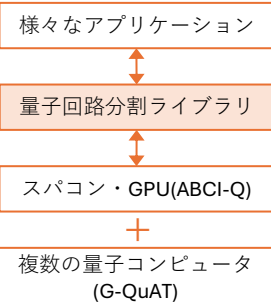 様々なアプリケーション
量子回路分割ライブラリ
スパコン・GPU(ABCI-Q)
+
複数の量子コンピュータ
(G-QuAT)